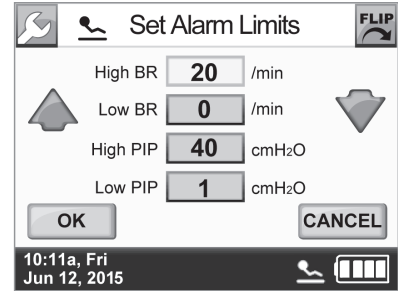 Set Alarm Limits
FLIP
High BR 20 /min
Low BR 0 /min
High PIP 40 cmH2O
Low PIP 1 cmH2O
OK CANCEL
10:11a, Fri
Jun 12, 2015